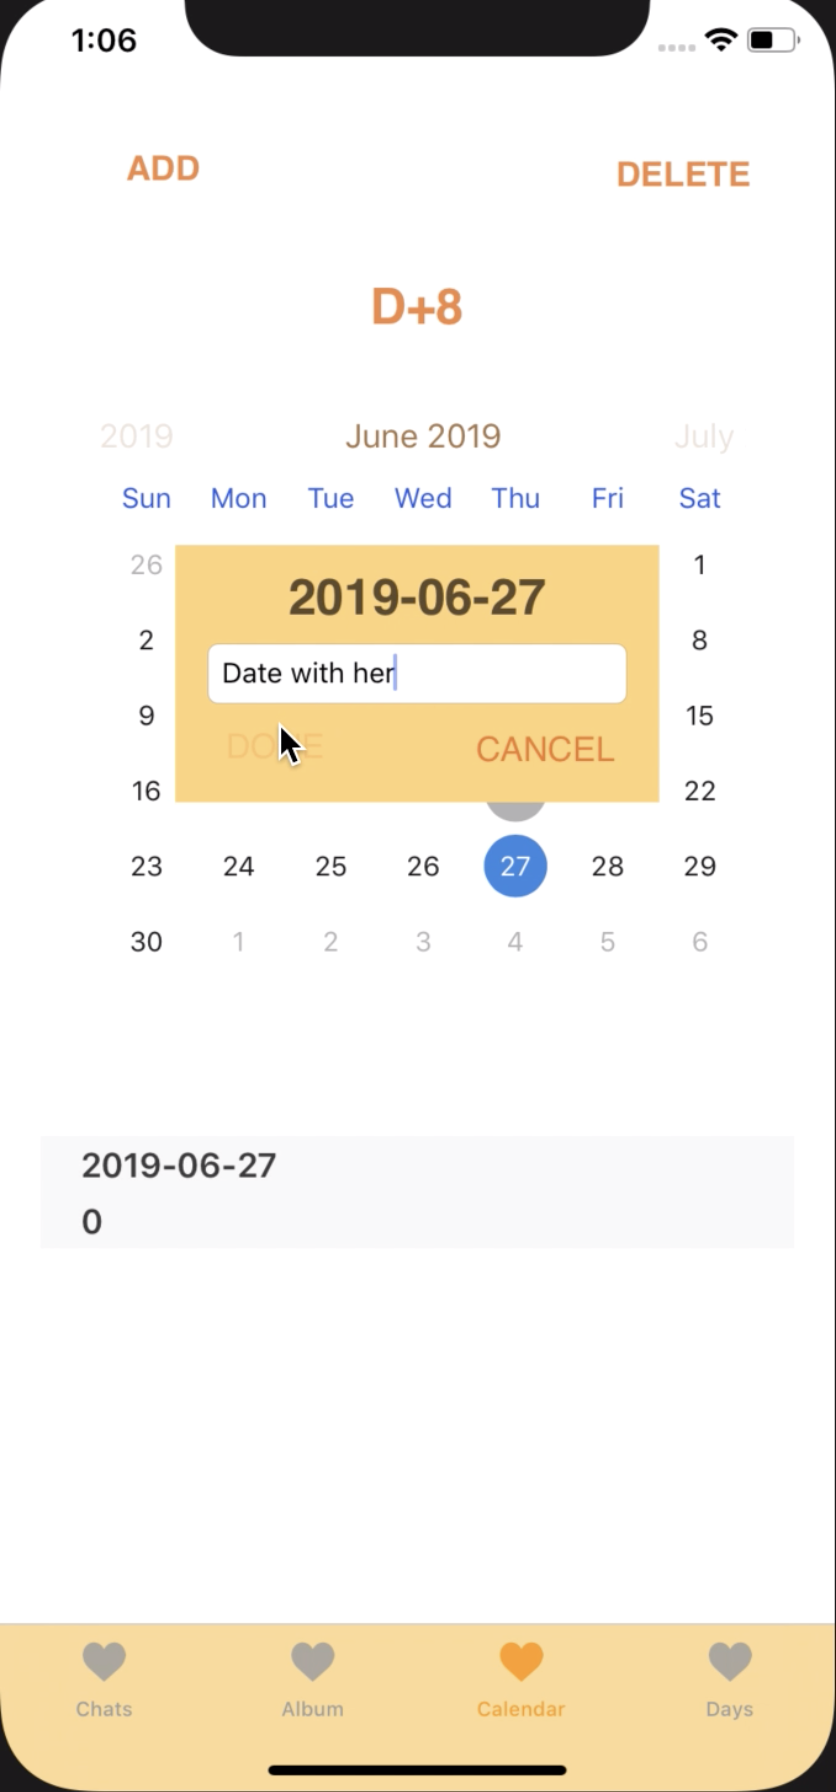 1:06
ADD DELETE
D+8
2019 June 2019 July
Sun Mon Tue Wed Thu Fri Sat
26 1
2019-06-27
2 8
Date with her
9 15
DONE CANCEL
16 22
23 24 25 26 27 28 29
30 1 2 3 4 5 6
2019-06-27
0
Chats Album Calendar Days